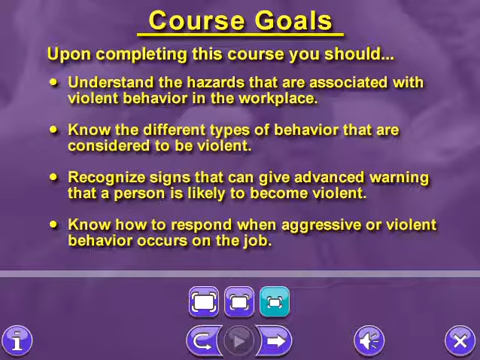 Course Goals
Upon completing this course you should...
• Understand the hazards that are associated with
violent behavior in the workplace.
• Know the different types of behavior that are
considered to be violent.
• Recognize signs that can give advanced warning
that a person is likely to become violent.
• Know how to respond when aggressive or violent
behavior occurs on the job.